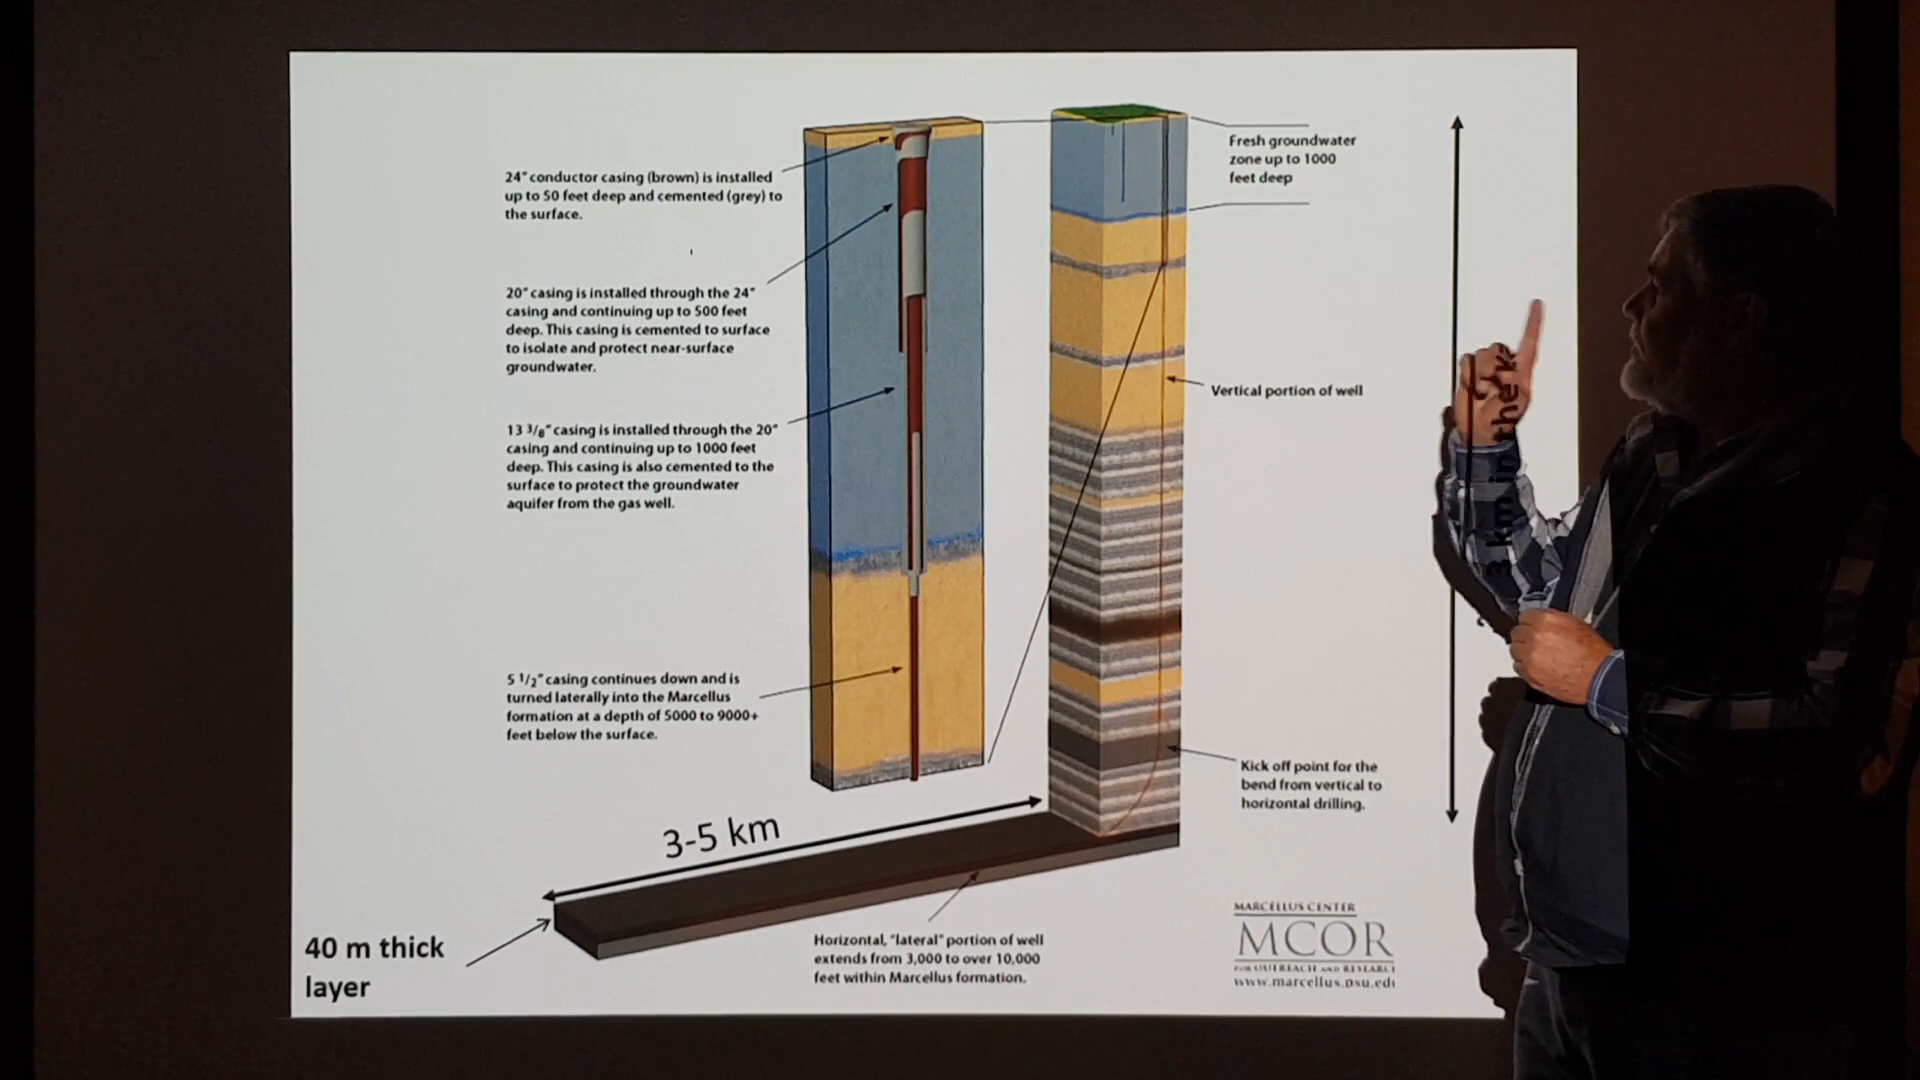 24" conductor casing (brown) is installed
up to 50 feet deep and cemented (grey) to
the surface.
20" casing is installed through the 24"
casing and continuing up to 500 feet
deep. This casing is cemented to surface
to isolate and protect near-surface
groundwater.
13 3/8" casing is installed through the 20"
casing and continuing up to 1000 feet
deep. This casing is also cemented to the
surface to protect the groundwater
aquifer from the gas well.
5 1/2" casing continues down and is
turned laterally into the Marcellus
formation at a depth of 5000 to 9000+
feet below the surface.
Fresh groundwater
zone up to 1000
feet deep
Vertical portion of well
Kick off point for the
bend from vertical to
horizontal drilling.
3 km in the
3-5 km
40 m thick
layer
Horizontal, "lateral" portion of well
extends from 3,000 to over 10,000
feet within Marcellus formation.
MARCELLUS CENTER
MCOR
FOR OUTREACH AND RESEARCH
www.marcellus.psu.edu